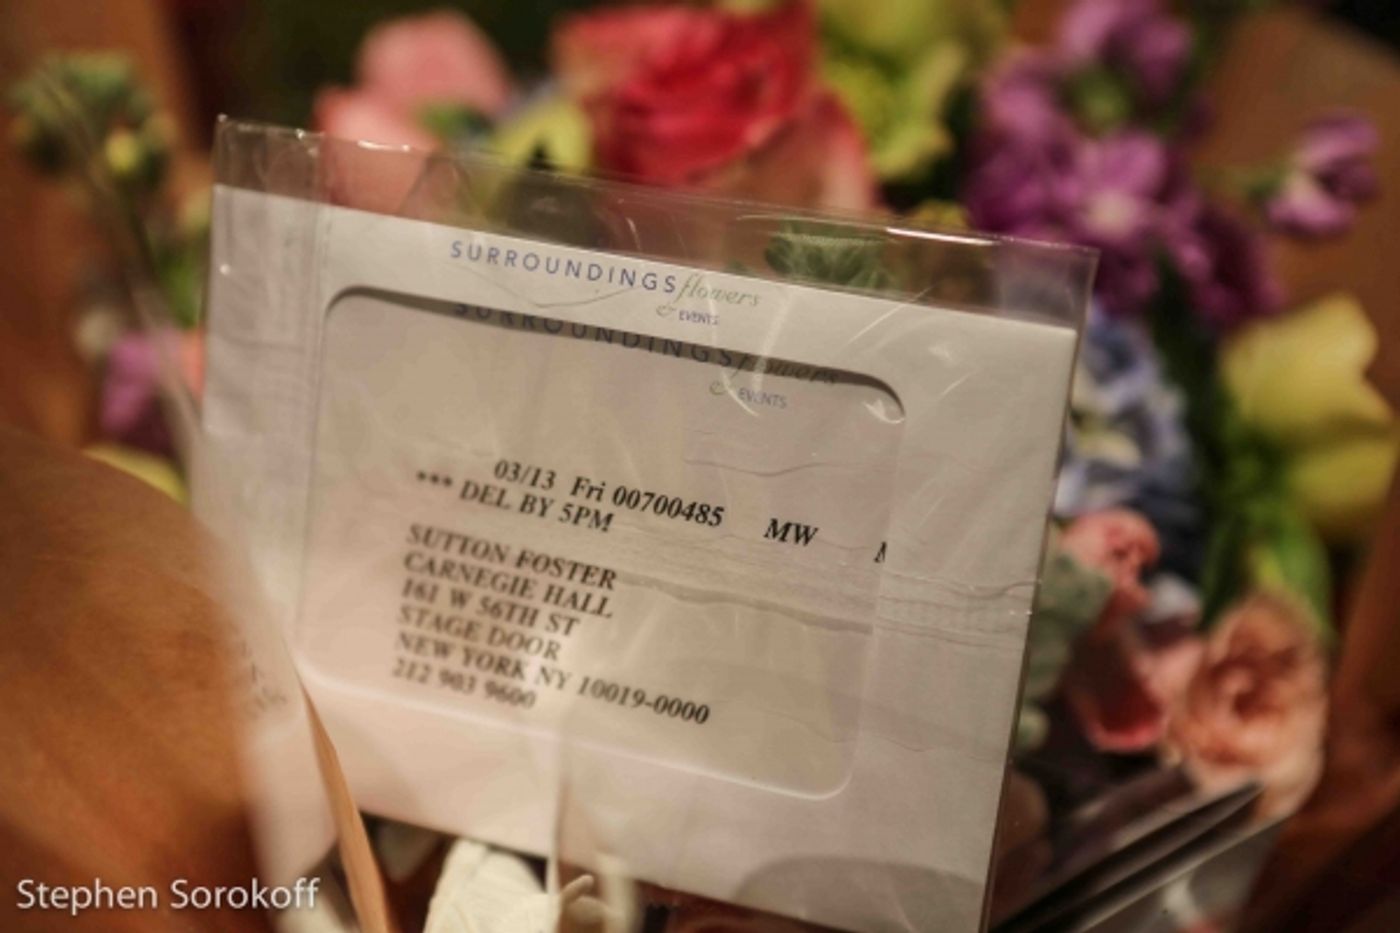 SURROUNDINGS flowers
& EVENTS
SURROUNDINGS flowers
& EVENTS
03/13 Fri 00700485 MW
*** DEL BY 5PM
SUTTON FOSTER
CARNEGIE HALL
161 W 56TH ST
STAGE DOOR
NEW YORK NY 10019-0000
212 903 9600
Stephen Sorokoff